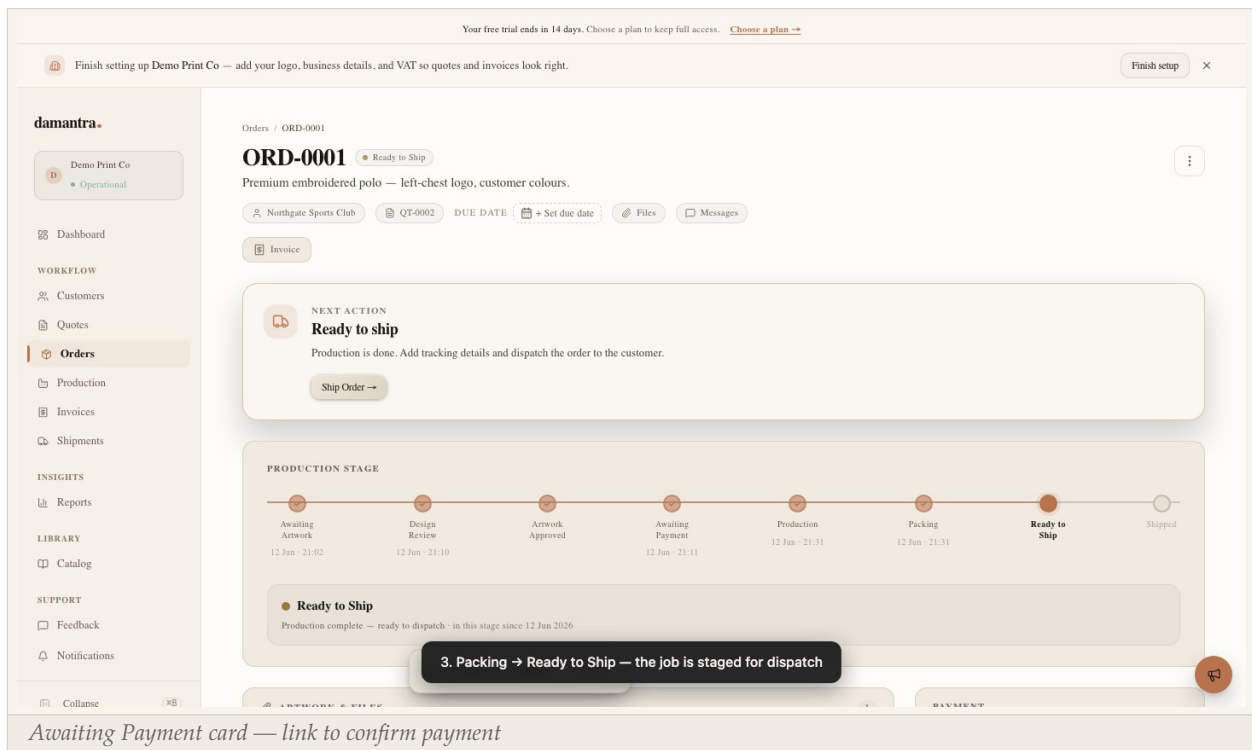 Your free trial ends in 14 days. Choose a plan to keep full access. Choose a plan →
Finish setting up Demo Print Co — add your logo, business details, and VAT so quotes and invoices look right.
Finish setup
damantra.
D
Demo Print Co
Operational
Dashboard
WORKFLOW
Customers
Quotes
Orders
Production
Invoices
Shipments
INSIGHTS
Reports
LIBRARY
Catalog
SUPPORT
Feedback
Notifications
Collapse ⌘B
Orders / ORD-0001
ORD-0001 Ready to Ship
Premium embroidered polo — left-chest logo, customer colours.
Northgate Sports Club QT-0002 DUE DATE + Set due date Files Messages
Invoice
NEXT ACTION
Ready to ship
Production is done. Add tracking details and dispatch the order to the customer.
Ship Order →
PRODUCTION STAGE
Awaiting Artwork
12 Jun · 21:02
Design Review
12 Jun · 21:10
Artwork Approved
Awaiting Payment
12 Jun · 21:11
Production
12 Jun · 21:31
Packing
12 Jun · 21:31
Ready to Ship
Shipped
Ready to Ship
Production complete — ready to dispatch · in this stage since 12 Jun 2026
3. Packing → Ready to Ship — the job is staged for dispatch
ARTWORK & FILES
PAYMENT
Awaiting Payment card — link to confirm payment